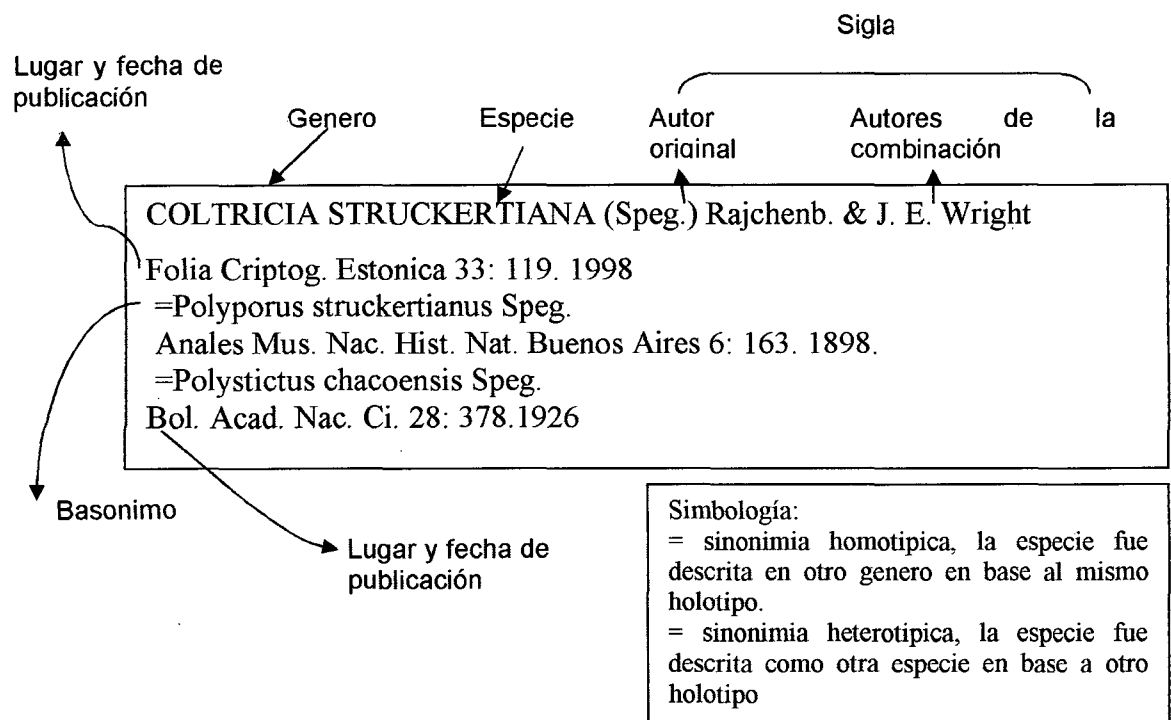 Sigla
Lugar y fecha de
publicación
Genero Especie Autor Autores de la
original combinación
COLTRICIA STRUCKERTIANA (Speg.) Rajchenb. & J. E. Wright
Folia Criptog. Estonica 33: 119. 1998
=Polyporus struckertianus Speg.
Anales Mus. Nac. Hist. Nat. Buenos Aires 6: 163. 1898.
=Polystictus chacoensis Speg.
Bol. Acad. Nac. Ci. 28: 378.1926
Basonimo
Lugar y fecha de
publicación
Simbología:
= sinonimia homotipica, la especie fue
descrita en otro genero en base al mismo
holotipo.
= sinonimia heterotipica, la especie fue
descrita como otra especie en base a otro
holotipo